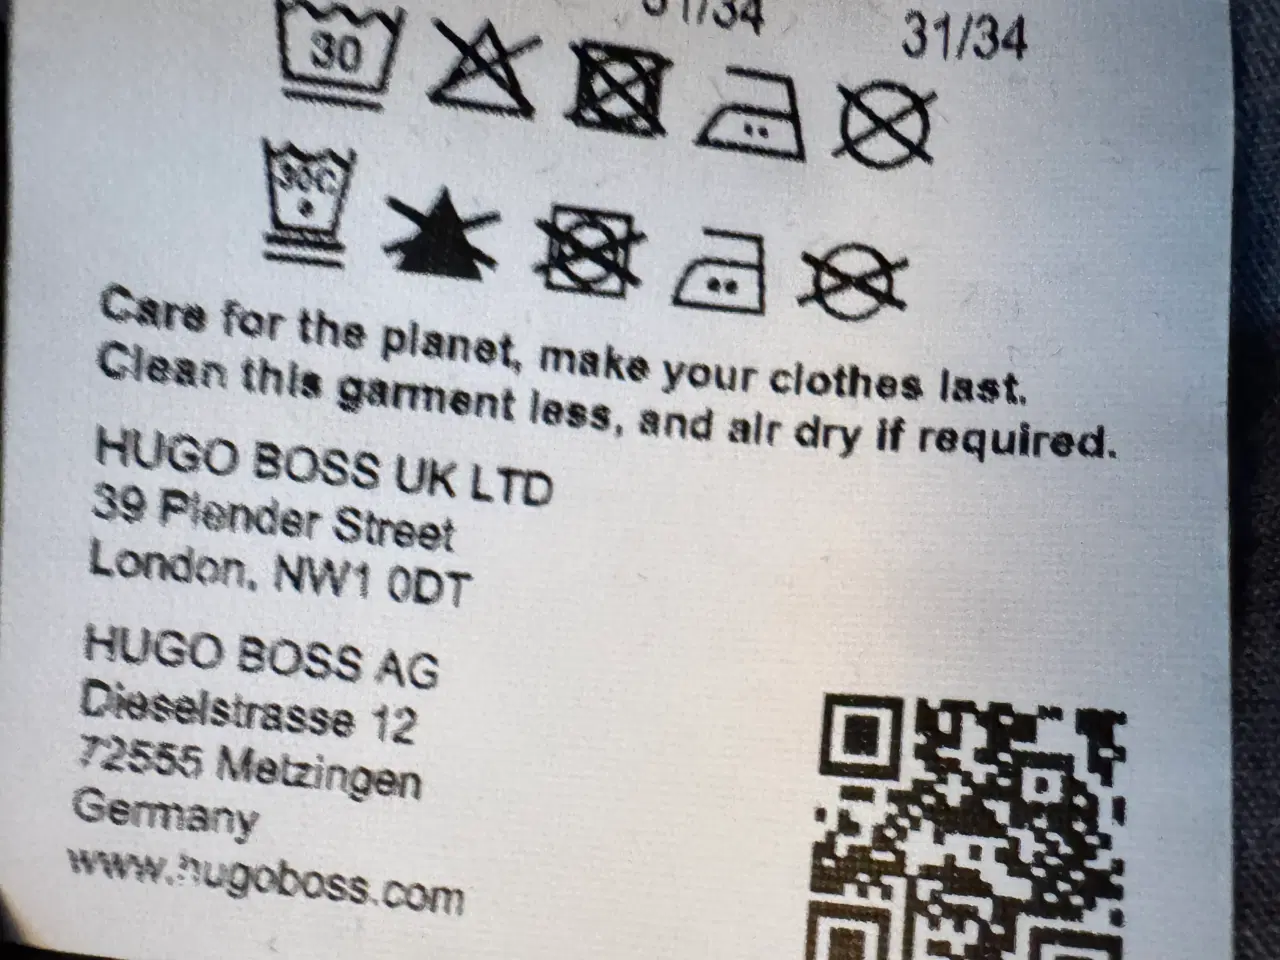 31/34 31/34
30
30C
Care for the planet, make your clothes last.
Clean this garment less, and air dry if required.
HUGO BOSS UK LTD
39 Plender Street
London, NW1 0DT
HUGO BOSS AG
Dieselstrasse 12
72555 Metzingen
Germany
www.hugoboss.com